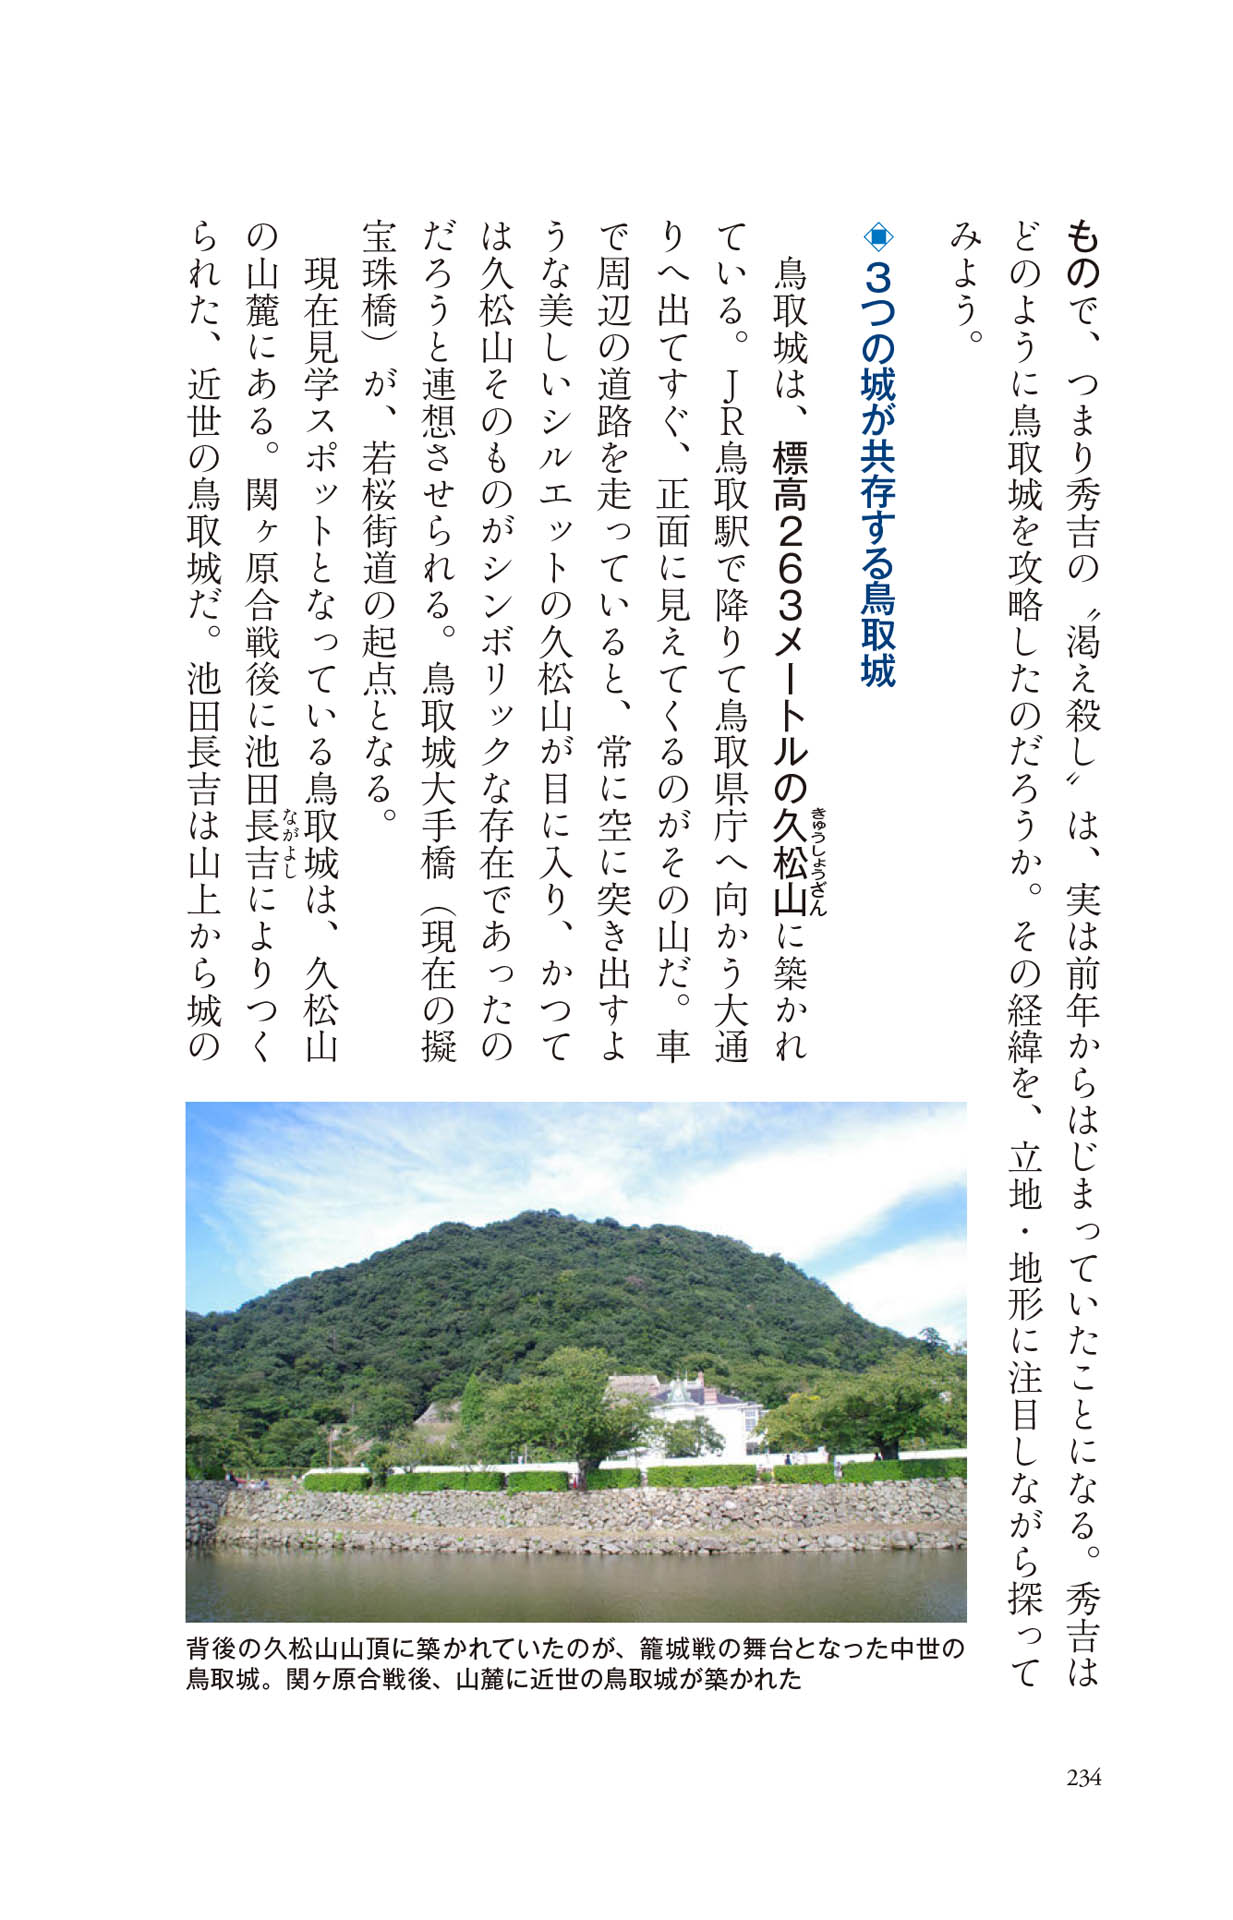 もので、つまり秀吉の〝渇え殺し〟は、実は前年からはじまっていたことになる。秀吉は
どのように鳥取城を攻略したのだろうか。その経緯を、立地・地形に注目しながら探って
みよう。
◈3つの城が共存する鳥取城
鳥取城は、標高263メートルの久松山に築かれ
きゅうしょうざん
ている。JR鳥取駅で降りて鳥取県庁へ向かう大通
りへ出てすぐ、正面に見えてくるのがその山だ。車
で周辺の道路を走っていると、常に空に突き出すよ
うな美しいシルエットの久松山が目に入り、かつて
は久松山そのものがシンボリックな存在であったの
だろうと連想させられる。鳥取城大手橋（現在の擬
宝珠橋）が、若桜街道の起点となる。
現在見学スポットとなっている鳥取城は、久松山
の山麓にある。関ヶ原合戦後に池田長吉によりつく
ながよし
られた、近世の鳥取城だ。池田長吉は山上から城の
背後の久松山山頂に築かれていたのが、籠城戦の舞台となった中世の
鳥取城。関ヶ原合戦後、山麓に近世の鳥取城が築かれた
234